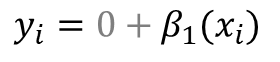 yᵢ = 0 + β₁(xᵢ)